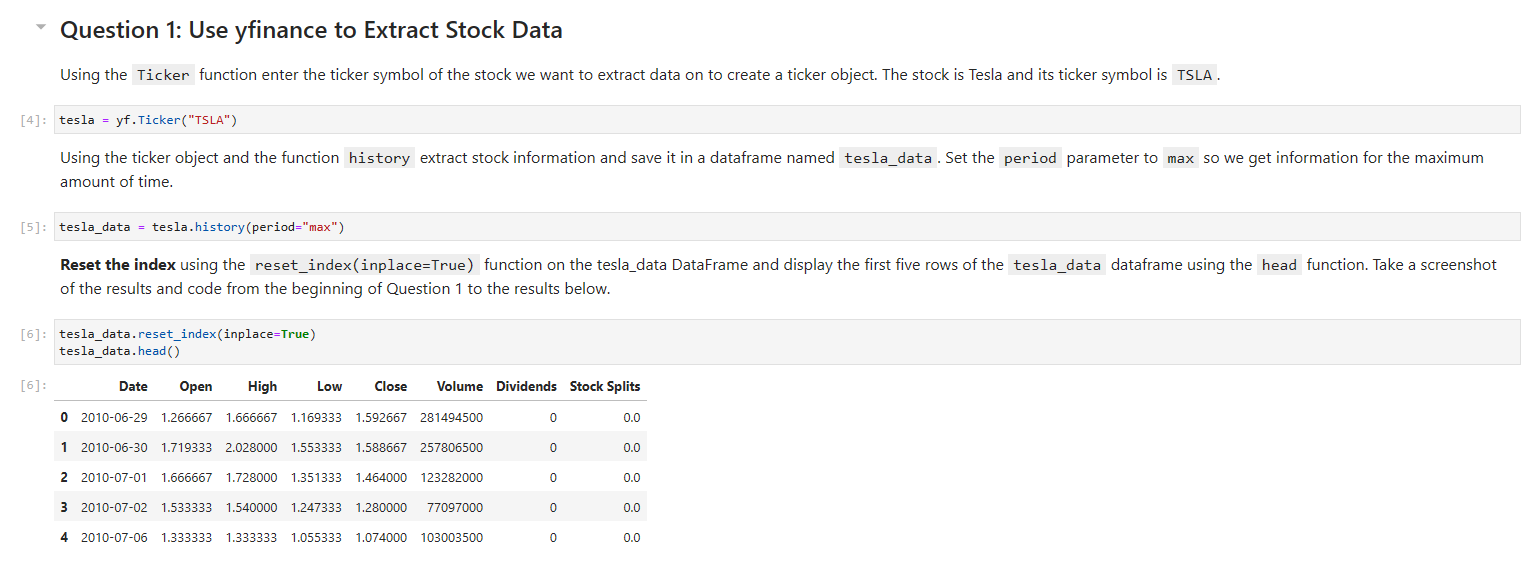 Question 1: Use yfinance to Extract Stock Data
Using the Ticker function enter the ticker symbol of the stock we want to extract data on to create a ticker object. The stock is Tesla and its ticker symbol is TSLA .
[4]: tesla = yf.Ticker("TSLA")
Using the ticker object and the function history extract stock information and save it in a dataframe named tesla_data . Set the period parameter to max so we get information for the maximum
amount of time.
[5]: tesla_data = tesla.history(period="max")
Reset the index using the reset_index(inplace=True) function on the tesla_data DataFrame and display the first five rows of the tesla_data dataframe using the head function. Take a screenshot
of the results and code from the beginning of Question 1 to the results below.
[6]: tesla_data.reset_index(inplace=True)
tesla_data.head()
[6]: Date Open High Low Close Volume Dividends Stock Splits
0 2010-06-29 1.266667 1.666667 1.169333 1.592667 281494500 0 0.0
1 2010-06-30 1.719333 2.028000 1.553333 1.588667 257806500 0 0.0
2 2010-07-01 1.666667 1.728000 1.351333 1.464000 123282000 0 0.0
3 2010-07-02 1.533333 1.540000 1.247333 1.280000 77097000 0 0.0
4 2010-07-06 1.333333 1.333333 1.055333 1.074000 103003500 0 0.0